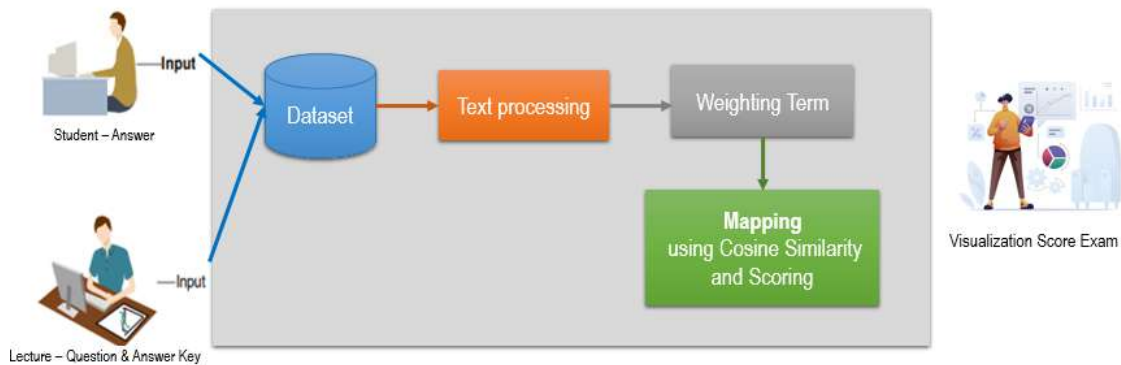 Input
Student – Answer
Dataset
Text processing
Weighting Term
Mapping
using Cosine Similarity
and Scoring
Visualization Score Exam
Input
Lecture – Question & Answer Key